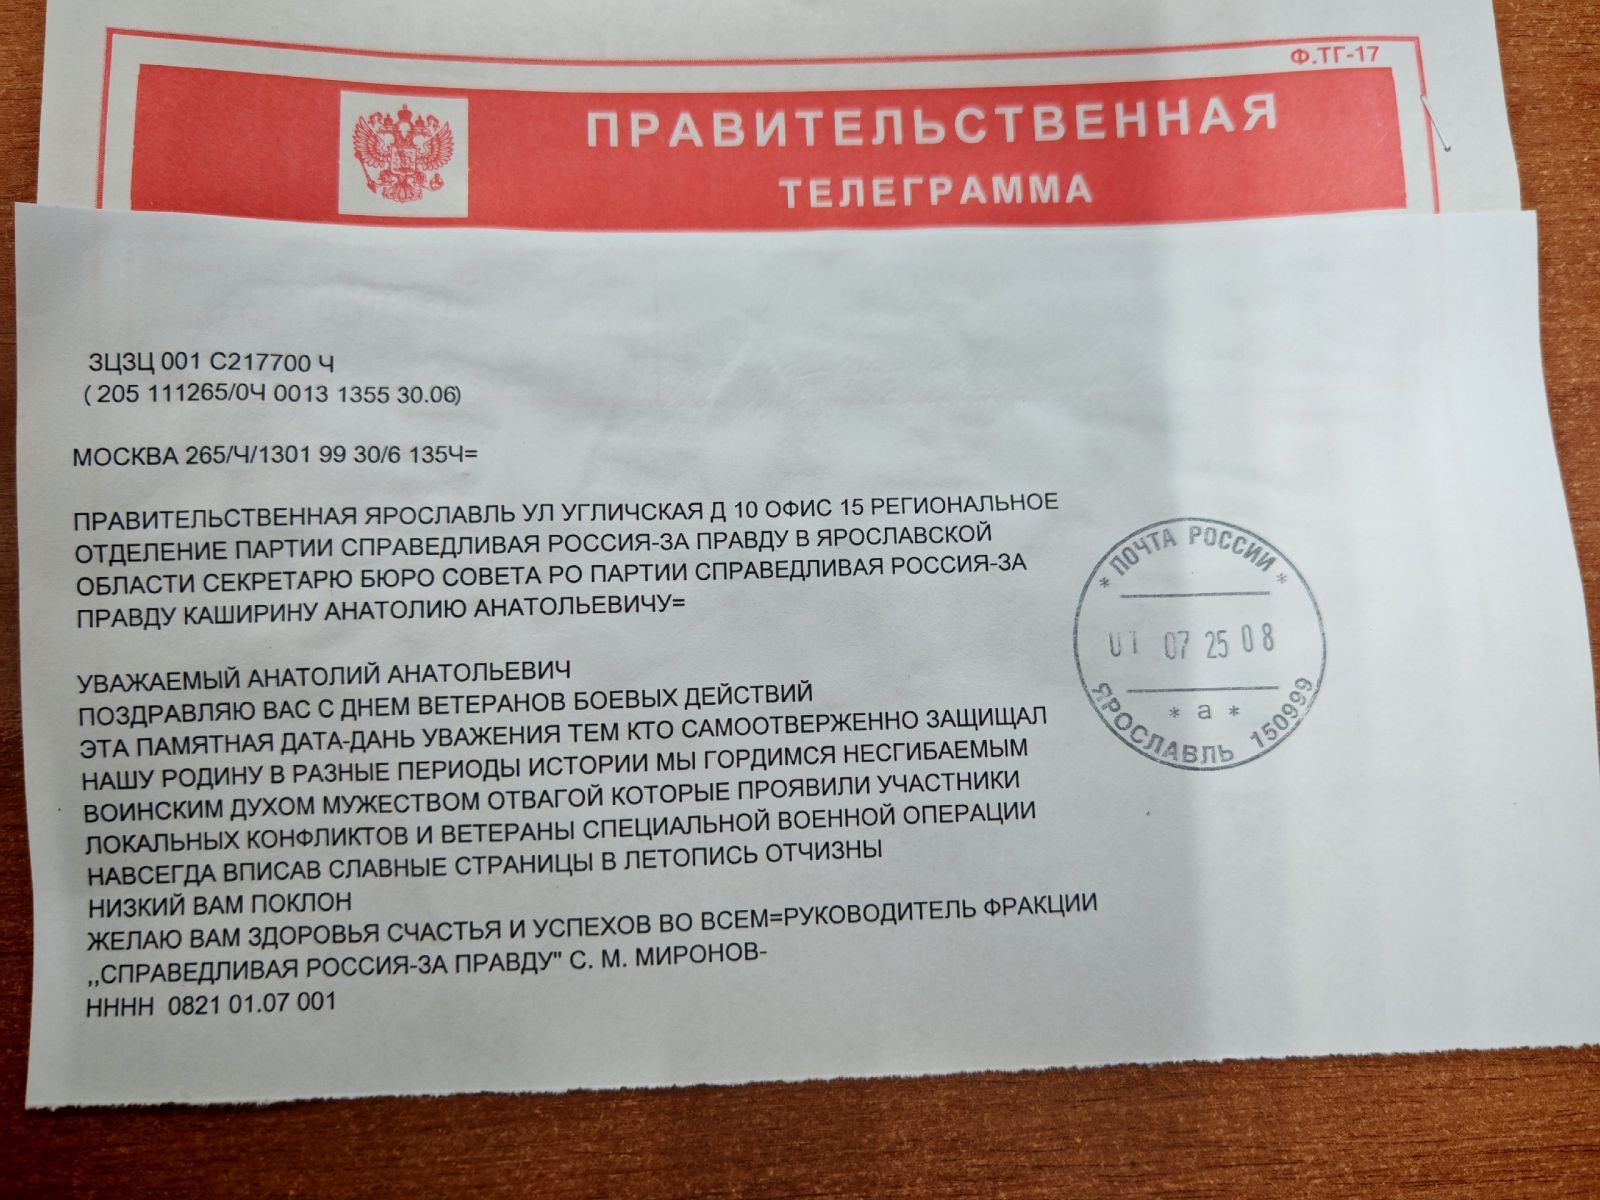 Ф.ТГ-17
ПРАВИТЕЛЬСТВЕННАЯ
ТЕЛЕГРАММА
ЗЦЗЦ 001 С217700 Ч
( 205 111265/0Ч 0013 1355 30.06)
МОСКВА 265/Ч/1301 99 30/6 135Ч=
ПРАВИТЕЛЬСТВЕННАЯ ЯРОСЛАВЛЬ УЛ УГЛИЧСКАЯ Д 10 ОФИС 15 РЕГИОНАЛЬНОЕ
ОТДЕЛЕНИЕ ПАРТИИ СПРАВЕДЛИВАЯ РОССИЯ-ЗА ПРАВДУ В ЯРОСЛАВСКОЙ
ОБЛАСТИ СЕКРЕТАРЮ БЮРО СОВЕТА РО ПАРТИИ СПРАВЕДЛИВАЯ РОССИЯ-ЗА
ПРАВДУ КАШИРИНУ АНАТОЛИЮ АНАТОЛЬЕВИЧУ=
УВАЖАЕМЫЙ АНАТОЛИЙ АНАТОЛЬЕВИЧ
ПОЗДРАВЛЯЮ ВАС С ДНЕМ ВЕТЕРАНОВ БОЕВЫХ ДЕЙСТВИЙ
ЭТА ПАМЯТНАЯ ДАТА-ДАНЬ УВАЖЕНИЯ ТЕМ КТО САМООТВЕРЖЕННО ЗАЩИЩАЛ
НАШУ РОДИНУ В РАЗНЫЕ ПЕРИОДЫ ИСТОРИИ МЫ ГОРДИМСЯ НЕСГИБАЕМЫМ
ВОИНСКИМ ДУХОМ МУЖЕСТВОМ ОТВАГОЙ КОТОРЫЕ ПРОЯВИЛИ УЧАСТНИКИ
ЛОКАЛЬНЫХ КОНФЛИКТОВ И ВЕТЕРАНЫ СПЕЦИАЛЬНОЙ ВОЕННОЙ ОПЕРАЦИИ
НАВСЕГДА ВПИСАВ СЛАВНЫЕ СТРАНИЦЫ В ЛЕТОПИСЬ ОТЧИЗНЫ
НИЗКИЙ ВАМ ПОКЛОН
ЖЕЛАЮ ВАМ ЗДОРОВЬЯ СЧАСТЬЯ И УСПЕХОВ ВО ВСЕМ=РУКОВОДИТЕЛЬ ФРАКЦИИ
,,СПРАВЕДЛИВАЯ РОССИЯ-ЗА ПРАВДУ" С. М. МИРОНОВ-
НННН 0821 01.07 001
* ПОЧТА РОССИИ *
01 07 25 08
* а *
ЯРОСЛАВЛЬ 150999